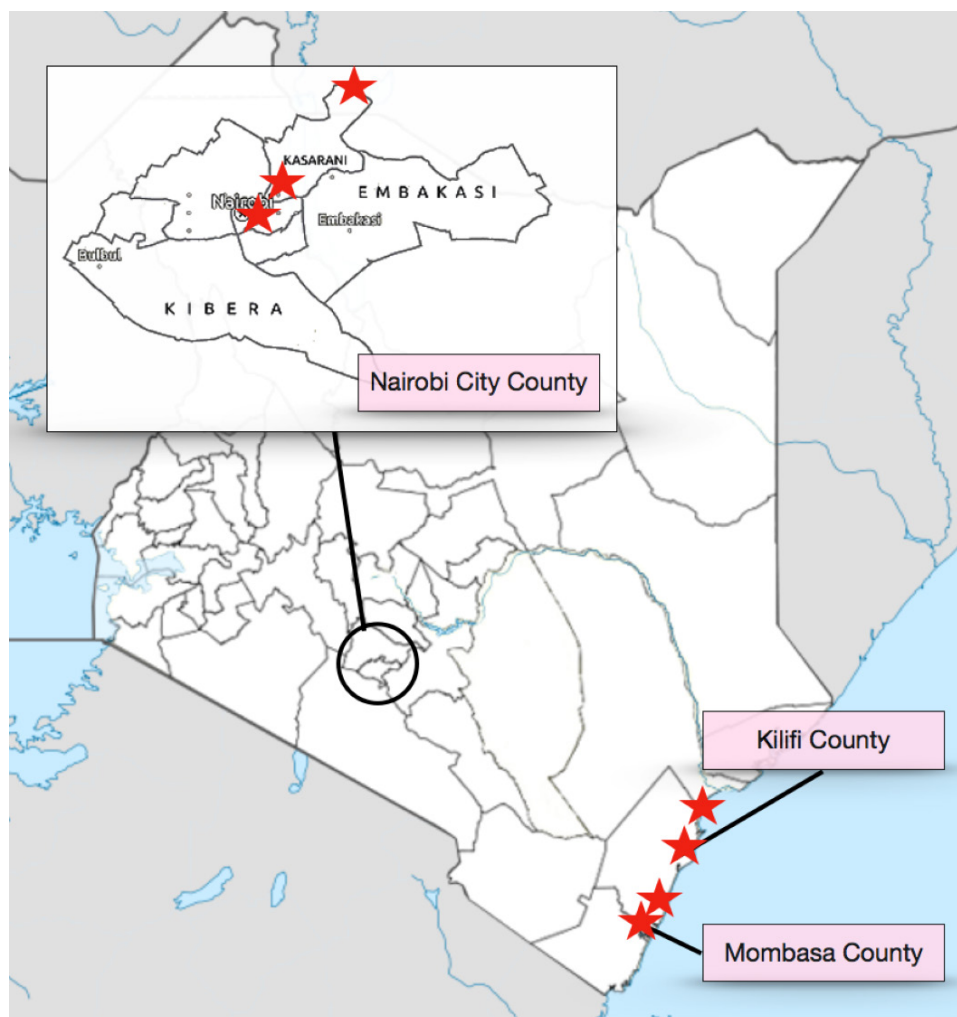 KASARANI
EMBAKASI
Nairobi
Embakasi
Bulbul
KIBERA
Nairobi City County
Kilifi County
Mombasa County